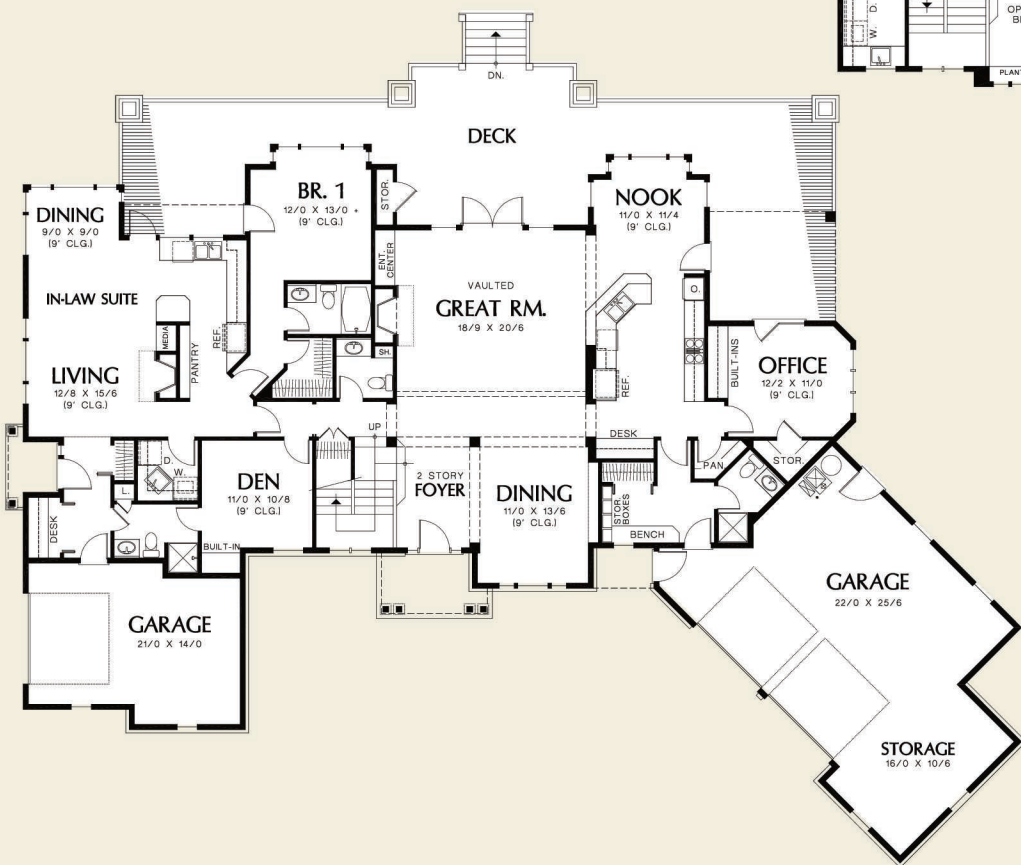 W. D.
OP
B
PLAN
DN.
DECK
BR. 1
12/0 X 13/0 +
(9' CLG.)
STOR.
NOOK
11/0 X 11/4
(9' CLG.)
DINING
9/0 X 9/0
(9' CLG.)
ENT.
CENTER
VAULTED
GREAT RM.
18/9 X 20/6
IN-LAW SUITE
O.
MEDIA
REF.
PANTRY
SH.
LIVING
12/8 X 15/6
(9' CLG.)
REF.
BUILT-INS
OFFICE
12/2 X 11/0
(9' CLG.)
UP
DESK
D.
W.
DEN
11/0 X 10/8
(9' CLG.)
2 STORY
FOYER
DINING
11/0 X 13/6
(9' CLG.)
PAN.
STOR.
L.
DESK
STOR.
BOXES
BENCH
BUILT-IN
GARAGE
21/0 X 14/0
GARAGE
22/0 X 25/6
STORAGE
16/0 X 10/6